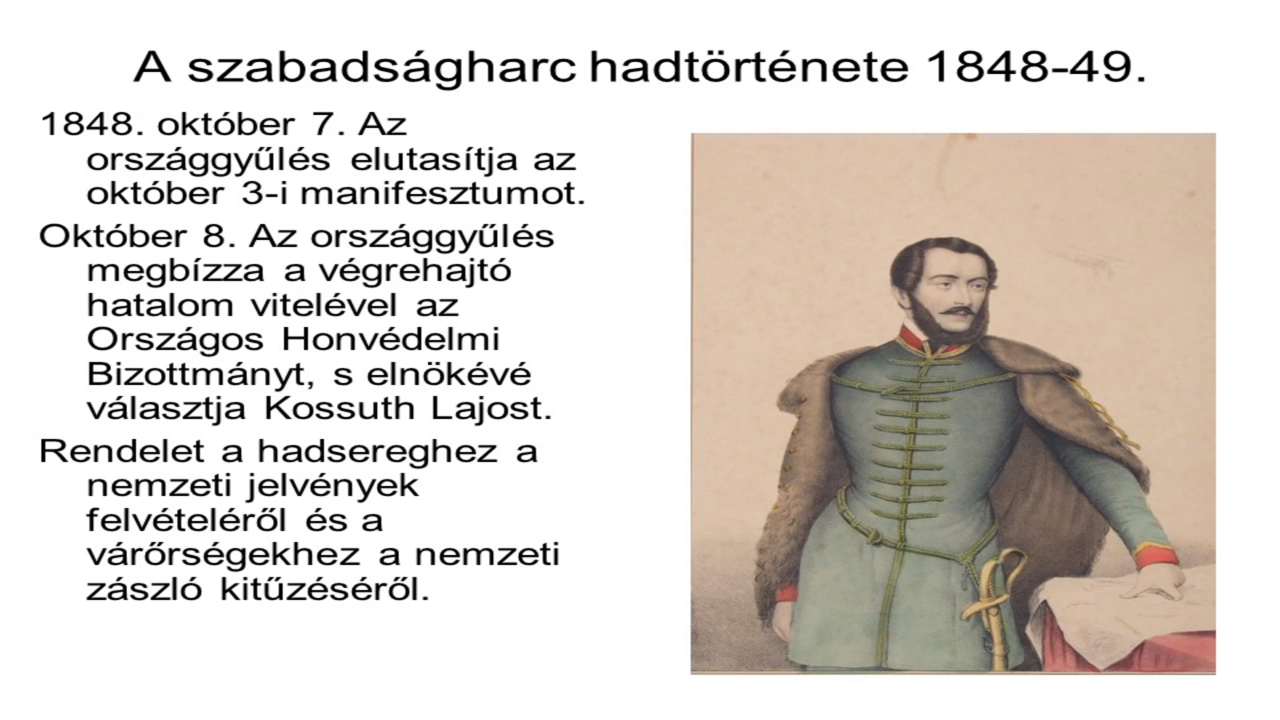 A szabadságharc hadtörténete 1848-49.
1848. október 7. Az
országgyűlés elutasítja az
október 3-i manifesztumot.
Október 8. Az országgyűlés
megbízza a végrehajtó
hatalom vitelével az
Országos Honvédelmi
Bizottmányt, s elnökévé
választja Kossuth Lajost.
Rendelet a hadsereghez a
nemzeti jelvények
felvételéről és a
várőrségekhez a nemzeti
zászló kitűzéséről.